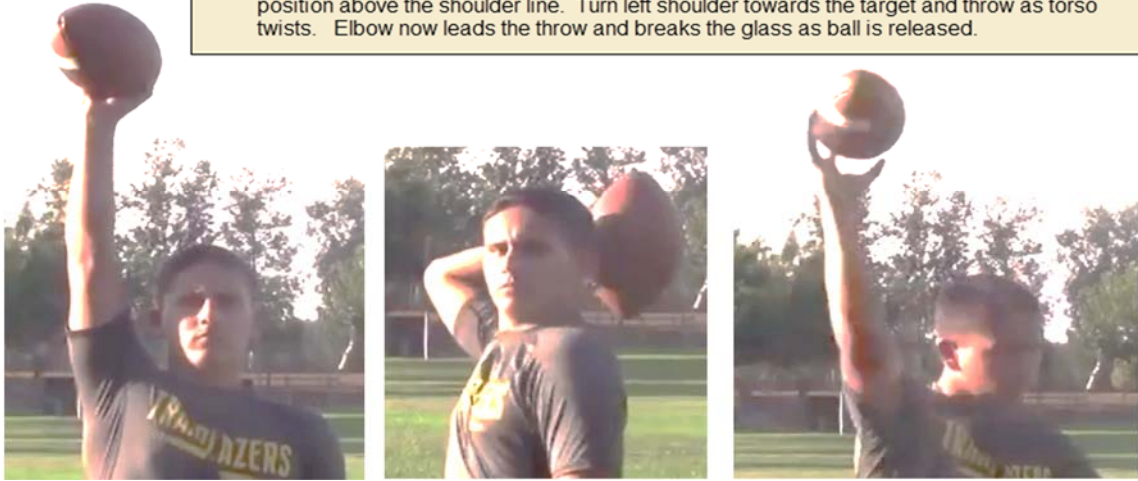 position above the shoulder line. Turn left shoulder towards the target and throw as torso
twists. Elbow now leads the throw and breaks the glass as ball is released.
TRAILBLAZERS